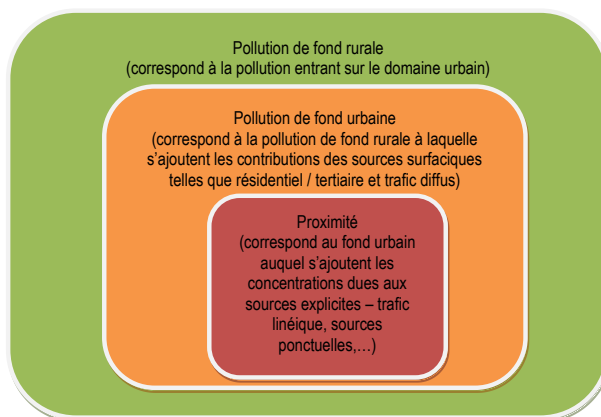 Pollution de fond rurale
(correspond à la pollution entrant sur le domaine urbain)
Pollution de fond urbaine
(correspond à la pollution de fond rurale à laquelle
s'ajoutent les contributions des sources surfaciques
telles que résidentiel / tertiaire et trafic diffus)
Proximité
(correspond au fond urbain
auquel s'ajoutent les
concentrations dues aux
sources explicites – trafic
linéique, sources
ponctuelles,…)